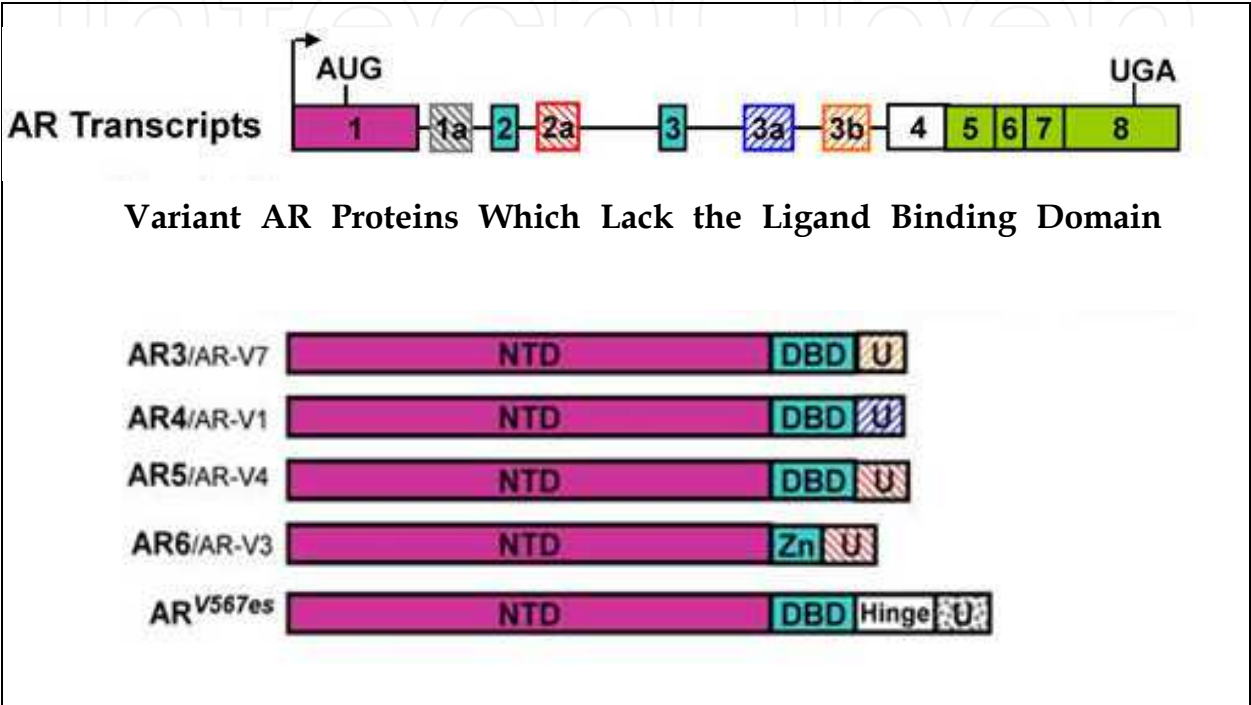 AUG UGA
AR Transcripts 1 1a 2 2a 3 3a 3b 4 5 6 7 8
Variant AR Proteins Which Lack the Ligand Binding Domain
AR3/AR-V7 NTD DBD U
AR4/AR-V1 NTD DBD U
AR5/AR-V4 NTD DBD U
AR6/AR-V3 NTD Zn U
ARV567es NTD DBD Hinge U